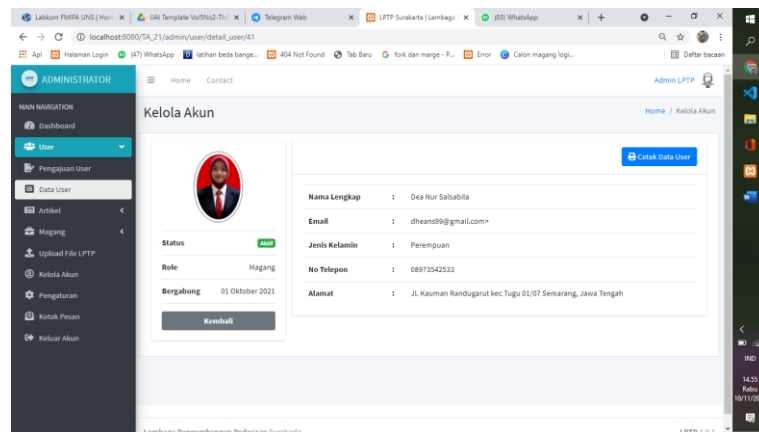 Labkom FMIPA UNS | Hom
UAI Template Vol5No2-Th
Telegram Web
LPTP Surakarta | Lembaga
(83) WhatsApp
localhost:8080/TA_21/admin/user/detail_user/41
Apl
Halaman Login
(47) WhatsApp
latihan beda bange...
404 Not Found
Tab Baru
fork dan marge - P...
Error
Calon magang logi...
Daftar bacaan
ADMINISTRATOR
Home Contact
Admin LPTP
MAIN NAVIGATION
Dashboard
User
Pengajuan User
Data User
Artikel
Magang
Upload File LPTP
Kelola Akun
Pengaturan
Kotak Pesan
Keluar Akun
Kelola Akun
Home / Kelola Akun
Status Aktif
Role Magang
Bergabung 01 Oktober 2021
Kembali
Cetak Data User
Nama Lengkap : Dea Nur Salsabila
Email : dheans99@gmail.com>
Jenis Kelamin : Perempuan
No Telepon : 08973542533
Alamat : Jl. Kauman Randugarut kec Tugu 01/07 Semarang, Jawa Tengah
IND
14.55
Rabu
10/11/20